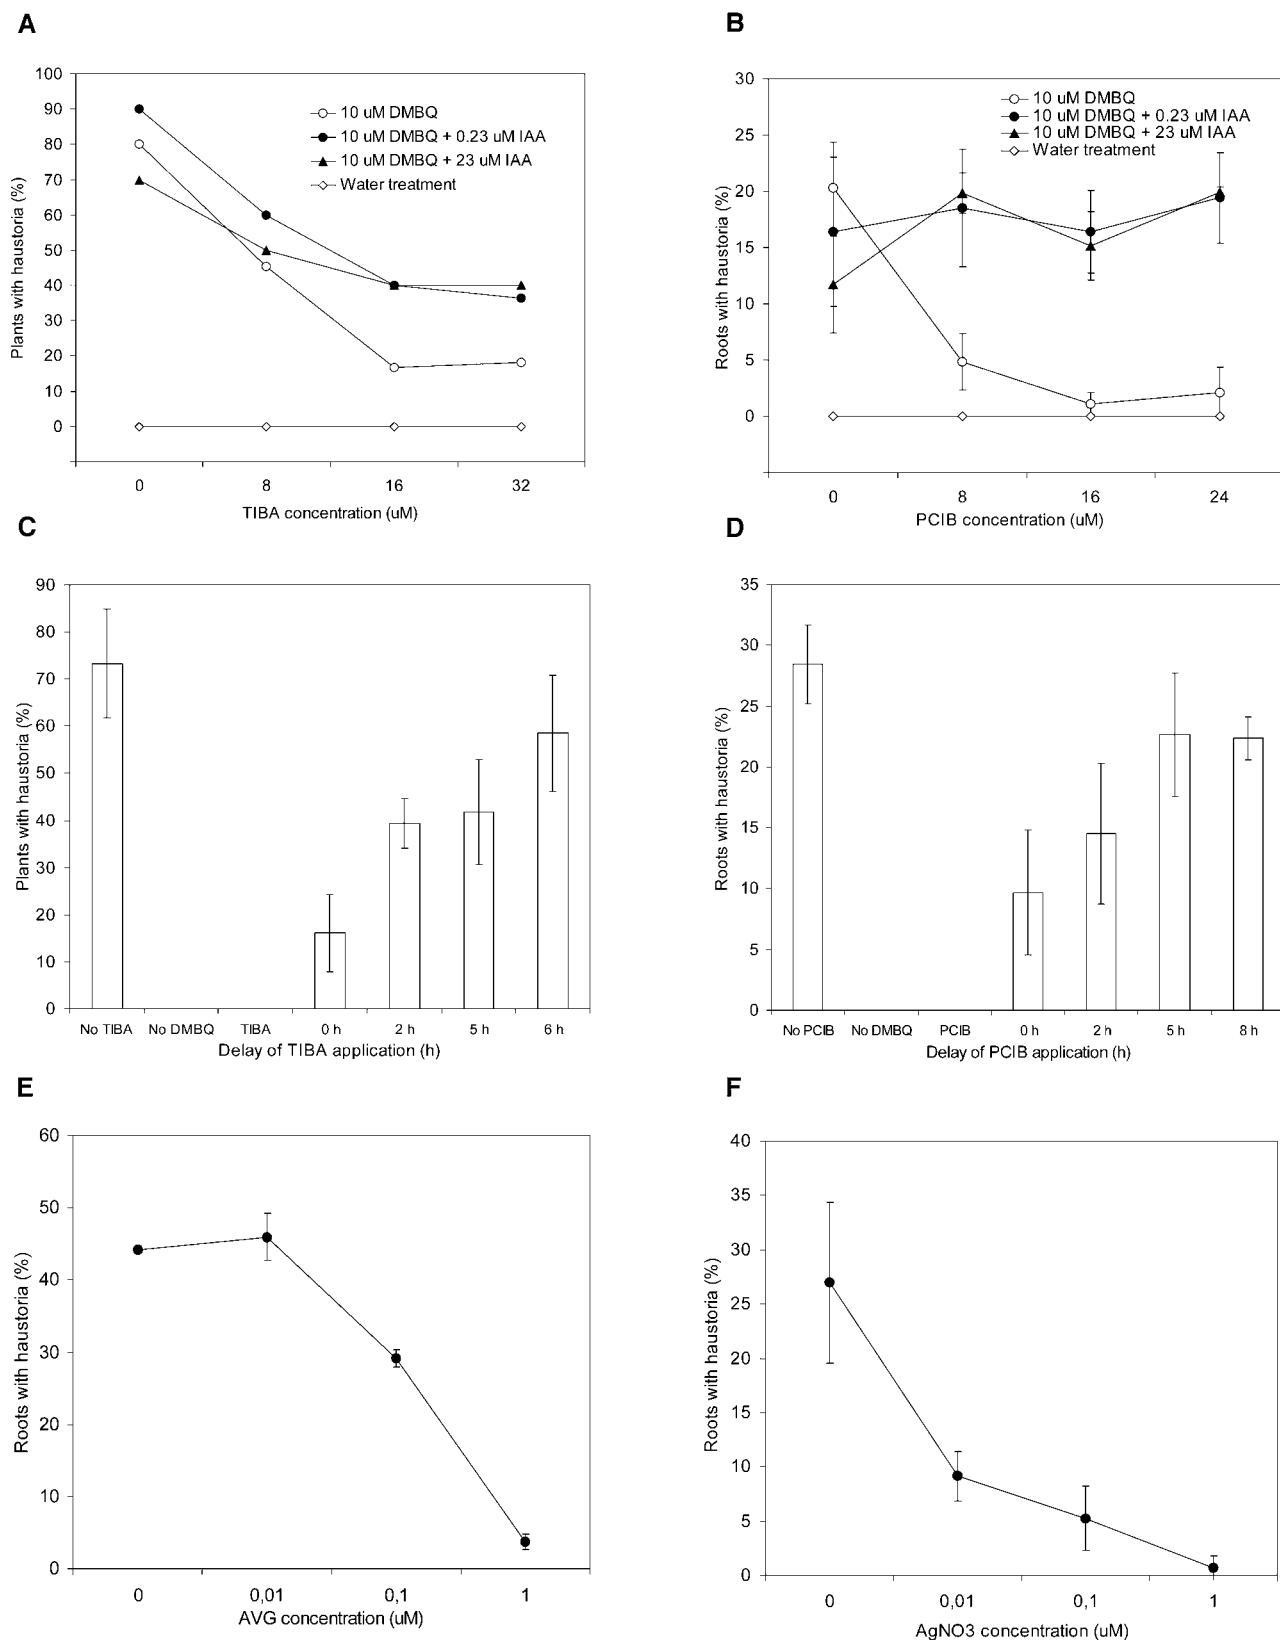 A
100
90
80
70
60
50
40
30
20
10
0
Plants with haustoria (%)
10 uM DMBQ
10 uM DMBQ + 0.23 uM IAA
10 uM DMBQ + 23 uM IAA
Water treatment
0 8 16 32
TIBA concentration (uM)
B
30
25
20
15
10
5
0
Roots with haustoria (%)
10 uM DMBQ
10 uM DMBQ + 0.23 uM IAA
10 uM DMBQ + 23 uM IAA
Water treatment
0 8 16 24
PCIB concentration (uM)
C
90
80
70
60
50
40
30
20
10
0
Plants with haustoria (%)
No TIBA No DMBQ TIBA 0 h 2 h 5 h 6 h
Delay of TIBA application (h)
D
35
30
25
20
15
10
5
0
Roots with haustoria (%)
No PCIB No DMBQ PCIB 0 h 2 h 5 h 8 h
Delay of PCIB application (h)
E
60
50
40
30
20
10
0
Roots with haustoria (%)
0 0,01 0,1 1
AVG concentration (uM)
F
40
35
30
25
20
15
10
5
0
Roots with haustoria (%)
0 0,01 0,1 1
AgNO3 concentration (uM)